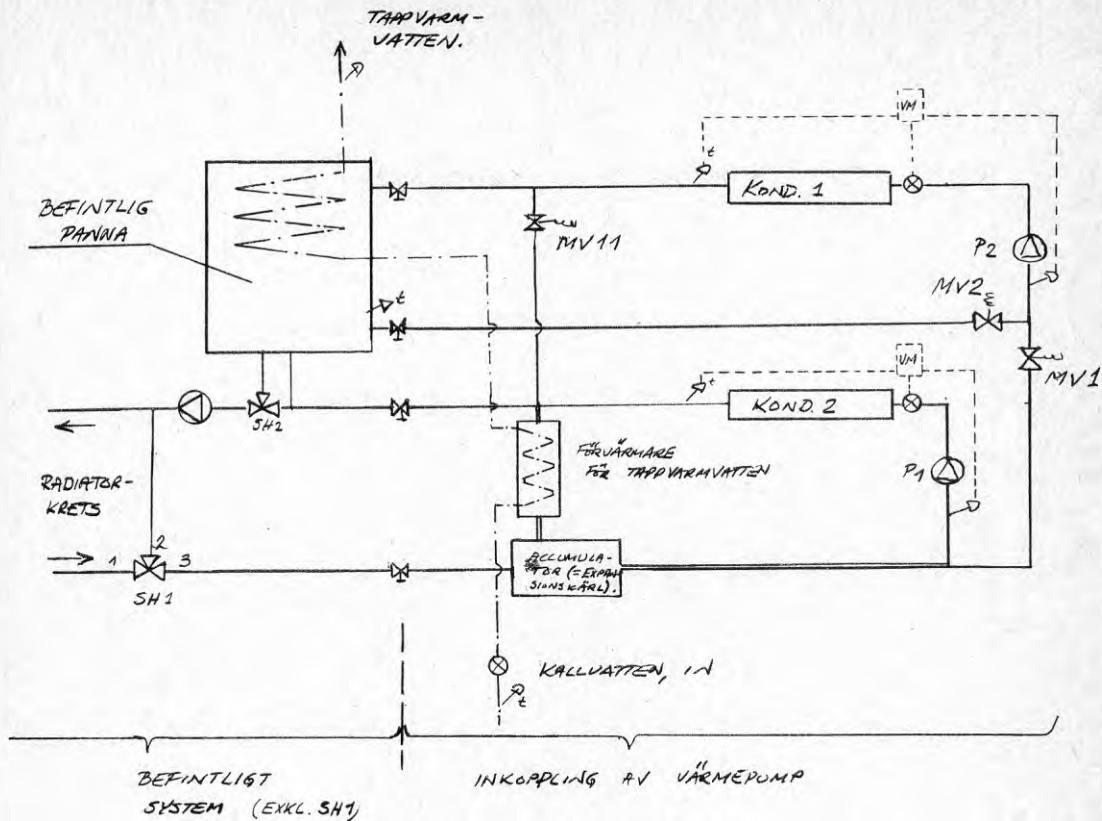 TAPPVARM-
VATTEN.
VM
t
KOND. 1
BEFINTLIG
PANNA
MV11
P2
MV2
t
VM
MV1
t
KOND. 2
SH2
FÖRVÄRMARE
FÖR TAPPVARMVATTEN
P1
RADIATOR-
KRETS
2
1
3
ACCUMULA-
TOR (=EXPAN-
SIONSKÄRL).
SH1
KALLVATTEN, IN
t
BEFINTLIGT
SYSTEM (EXKL. SH1)
INKOPPLING AV VÄRMEPUMP